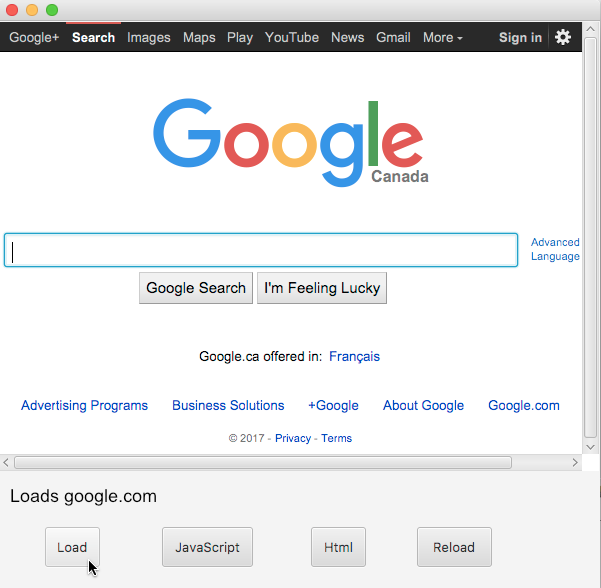 Google+ Search Images Maps Play YouTube News Gmail More Sign in
Google
Canada
Advanced
Language
Google Search I'm Feeling Lucky
Google.ca offered in: Français
Advertising Programs Business Solutions +Google About Google Google.com
© 2017 - Privacy - Terms
Loads google.com
Load JavaScript Html Reload